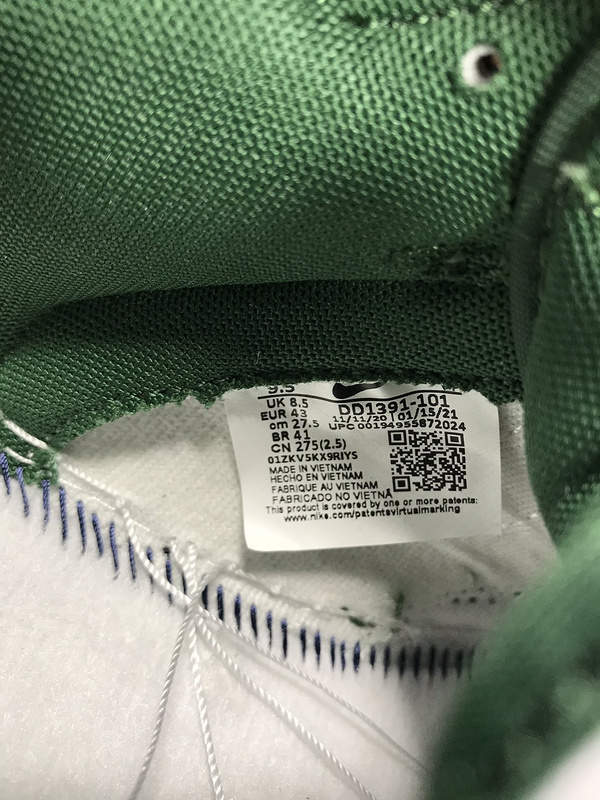 9.5
UK 8.5
EUR 43
cm 27.5
BR 41
CN 275(2.5)
01ZKV5KX9RIYS
DD1391-101
11/11/20 01/15/21
UPC 00194955872024
MADE IN VIETNAM
HECHO EN VIETNAM
FABRIQUE AU VIETNAM
FABRICADO NO VIETNÃ
This product is covered by one or more patents:
www.nike.com/patentsvirtualmarking